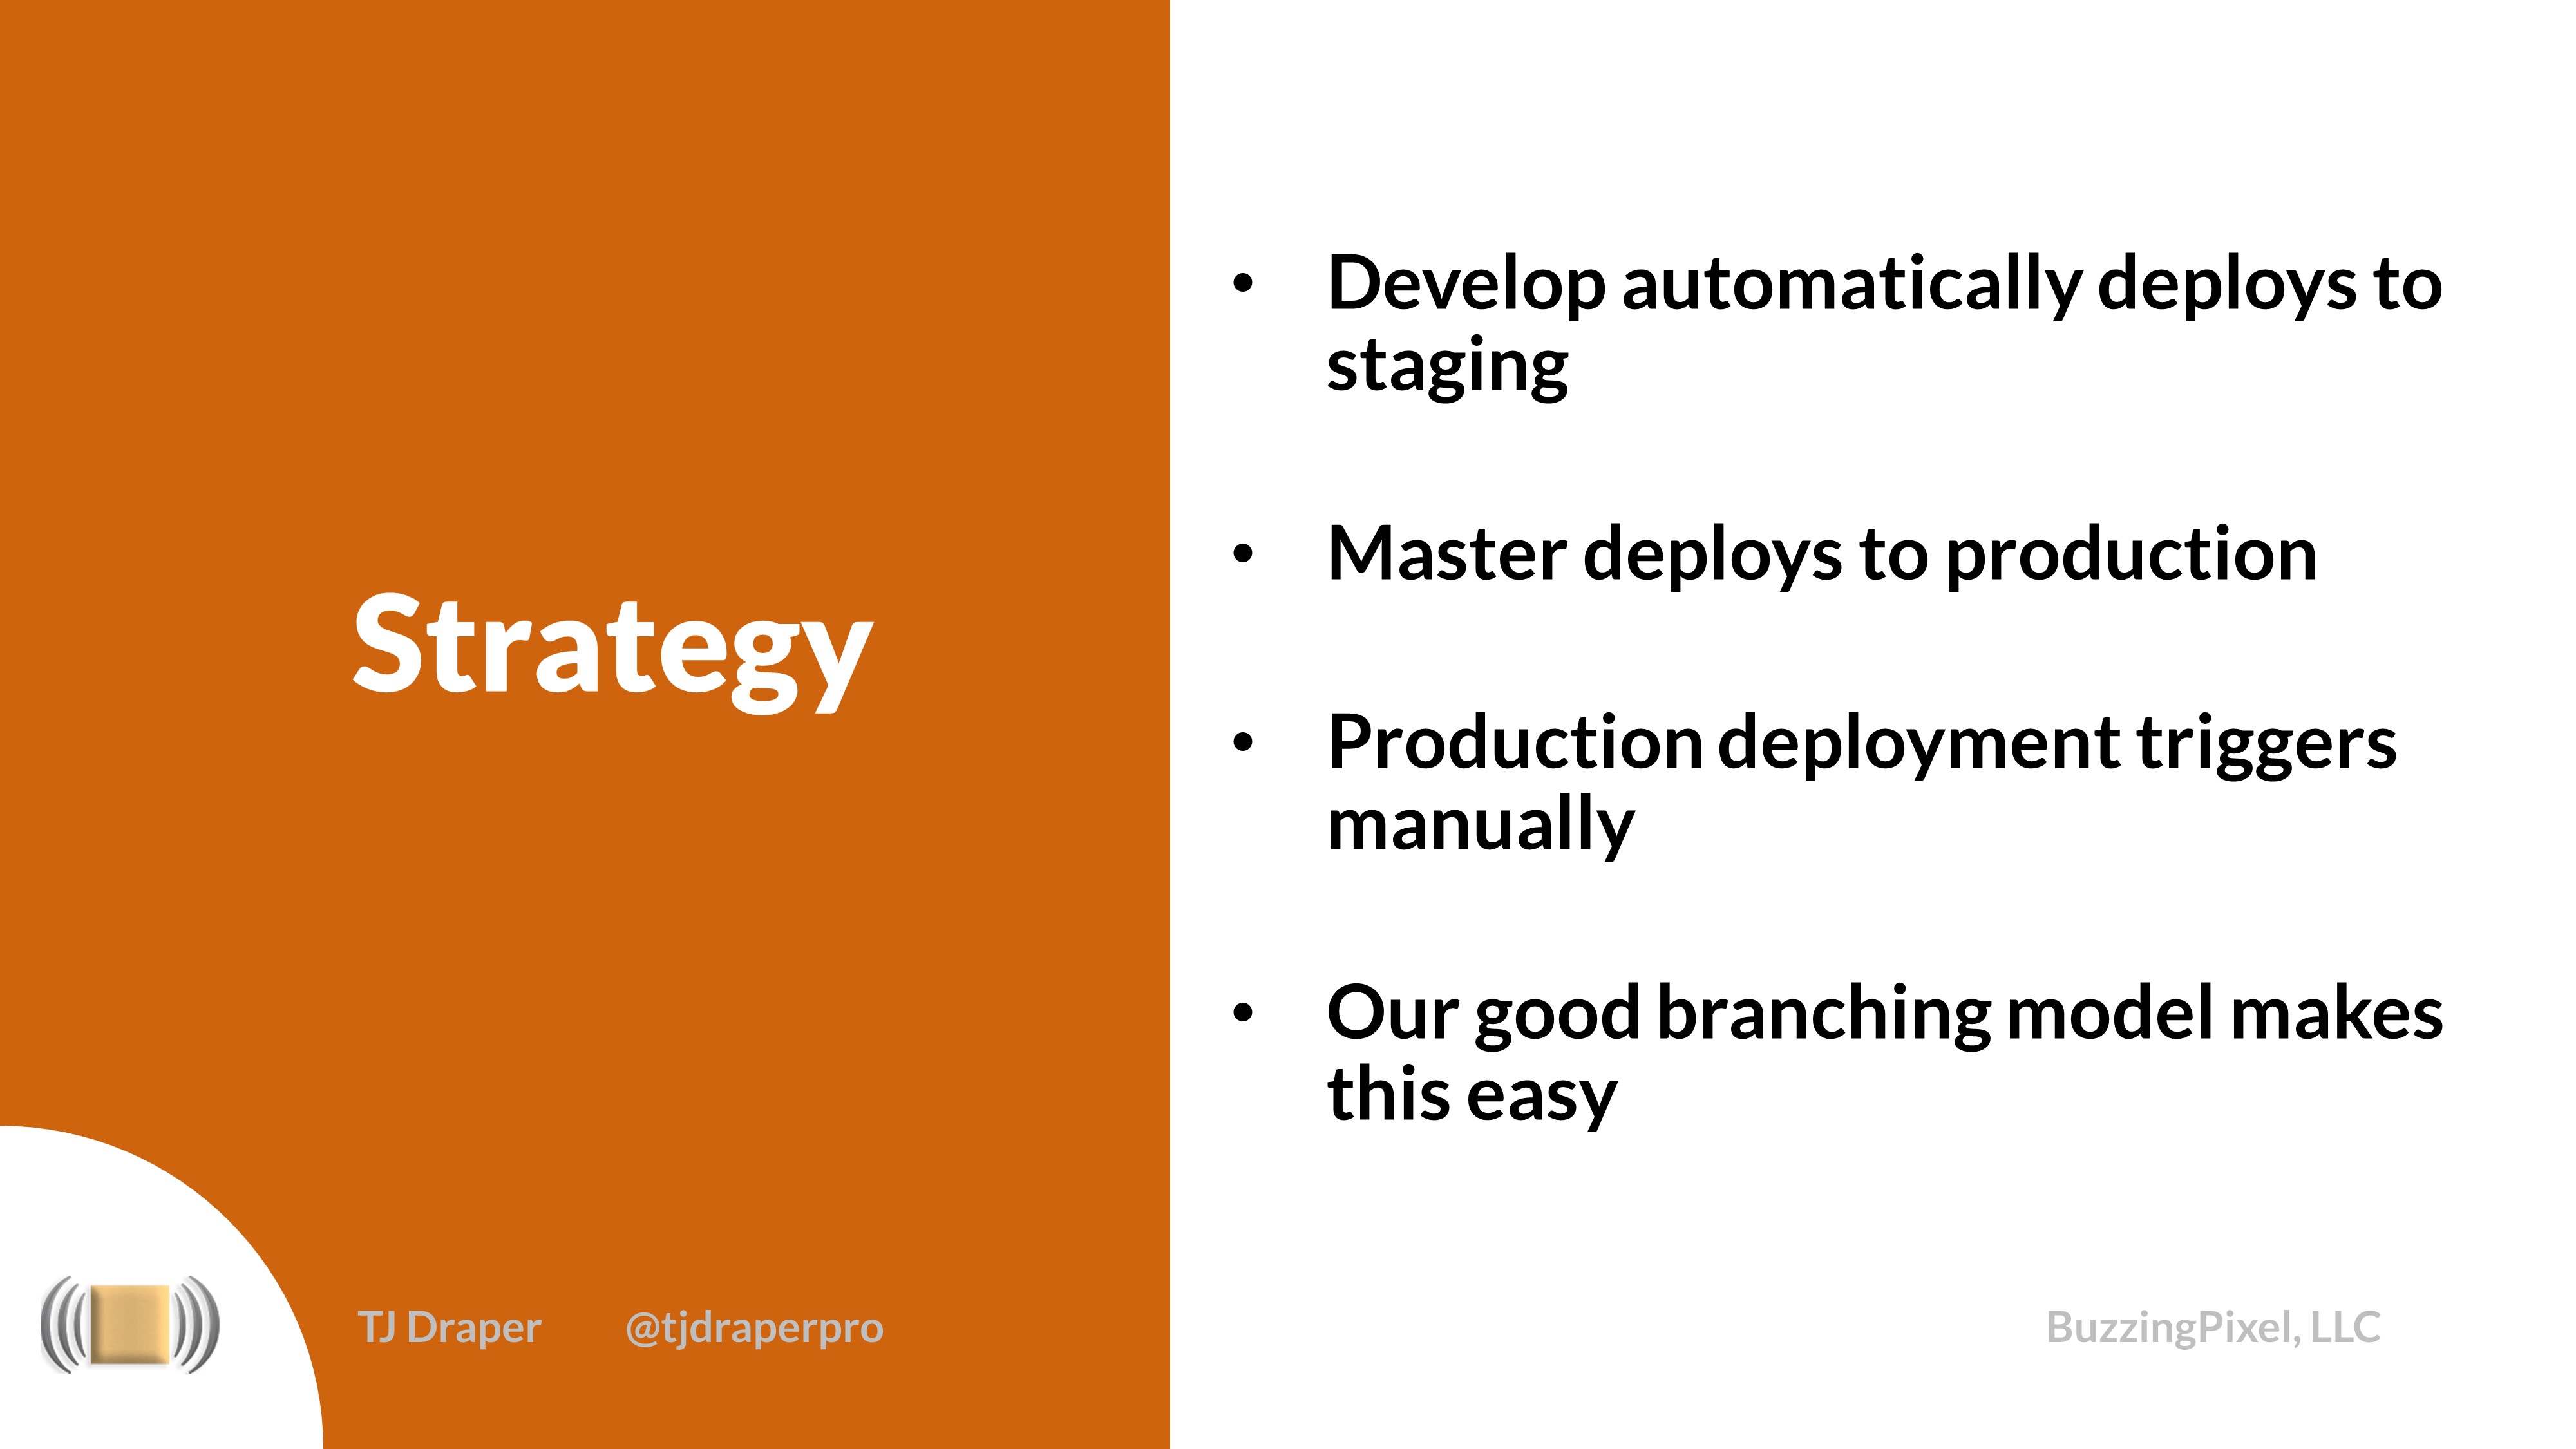 Strategy
• Develop automatically deploys to
staging
• Master deploys to production
• Production deployment triggers
manually
• Our good branching model makes
this easy
TJ Draper @tjdraperpro
BuzzingPixel, LLC